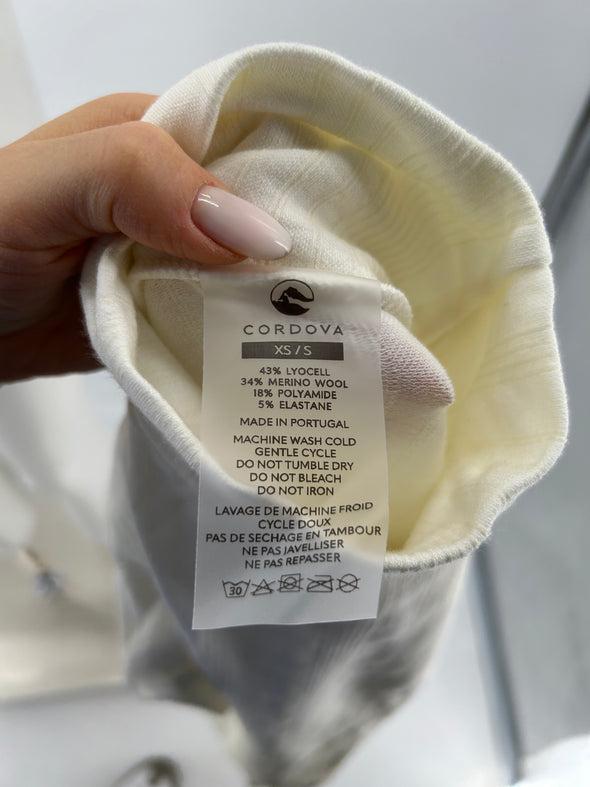 CORDOVA
XS / S
43% LYOCELL
34% MERINO WOOL
18% POLYAMIDE
5% ELASTANE
MADE IN PORTUGAL
MACHINE WASH COLD
GENTLE CYCLE
DO NOT TUMBLE DRY
DO NOT BLEACH
DO NOT IRON
LAVAGE DE MACHINE FROID
CYCLE DOUX
PAS DE SECHAGE EN TAMBOUR
NE PAS JAVELLISER
NE PAS REPASSER
30